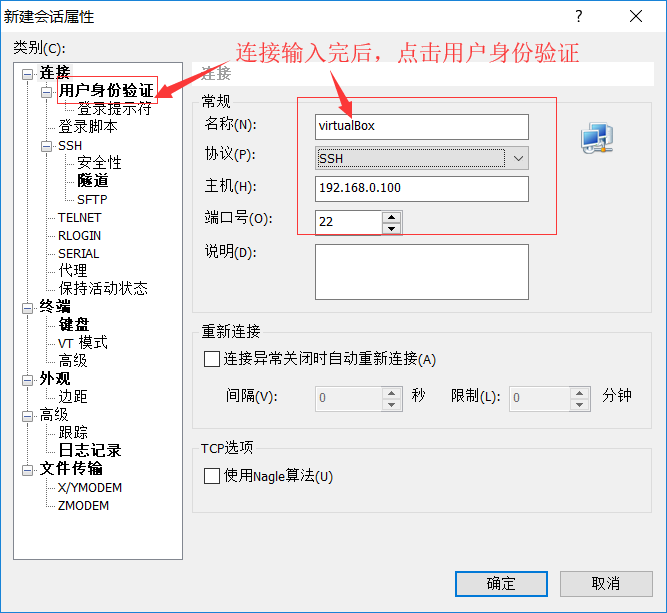 新建会话属性
?
类别(C):
连接输入完后，点击用户身份验证
连接
用户身份验证
登录提示符
登录脚本
SSH
安全性
隧道
SFTP
TELNET
RLOGIN
SERIAL
代理
保持活动状态
终端
键盘
VT 模式
高级
外观
边距
高级
跟踪
日志记录
文件传输
X/YMODEM
ZMODEM
连接
常规
名称(N): virtualBox
协议(P): SSH
主机(H): 192.168.0.100
端口号(O): 22
说明(D):
重新连接
连接异常关闭时自动重新连接(A)
间隔(V): 0 秒 限制(L): 0 分钟
TCP选项
使用Nagle算法(U)
确定 取消